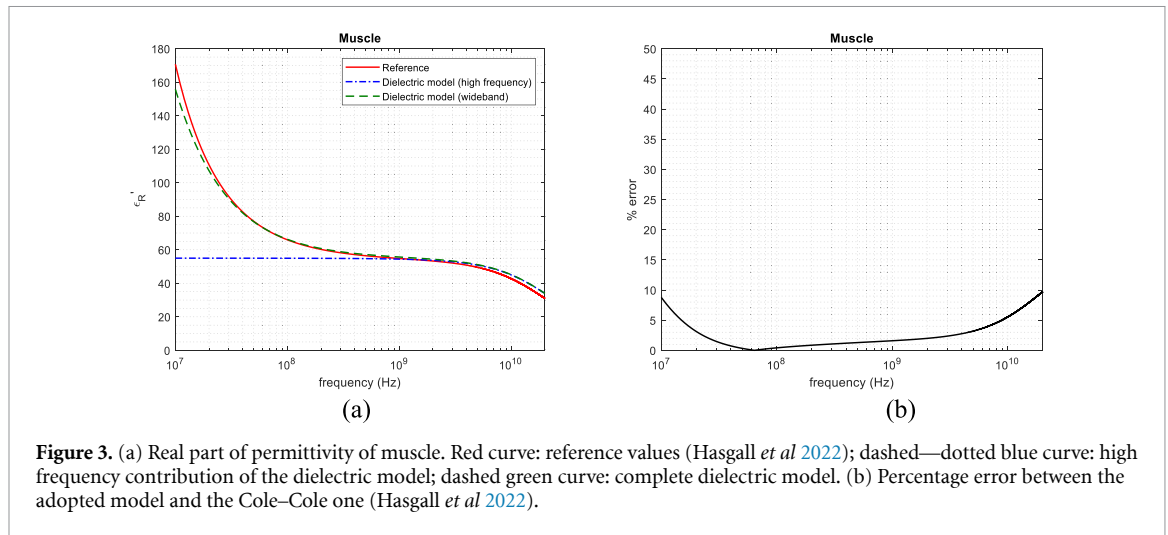 Muscle
180
160
140
120
100
80
60
40
20
0
ϵR'
Reference
Dielectric model (high frequency)
Dielectric model (wideband)
10^7
10^8
10^9
10^10
frequency (Hz)
(a)
Muscle
50
45
40
35
30
25
20
15
10
5
0
% error
10^7
10^8
10^9
10^10
frequency (Hz)
(b)
Figure 3. (a) Real part of permittivity of muscle. Red curve: reference values (Hasgall et al 2022); dashed—dotted blue curve: high
frequency contribution of the dielectric model; dashed green curve: complete dielectric model. (b) Percentage error between the
adopted model and the Cole–Cole one (Hasgall et al 2022).